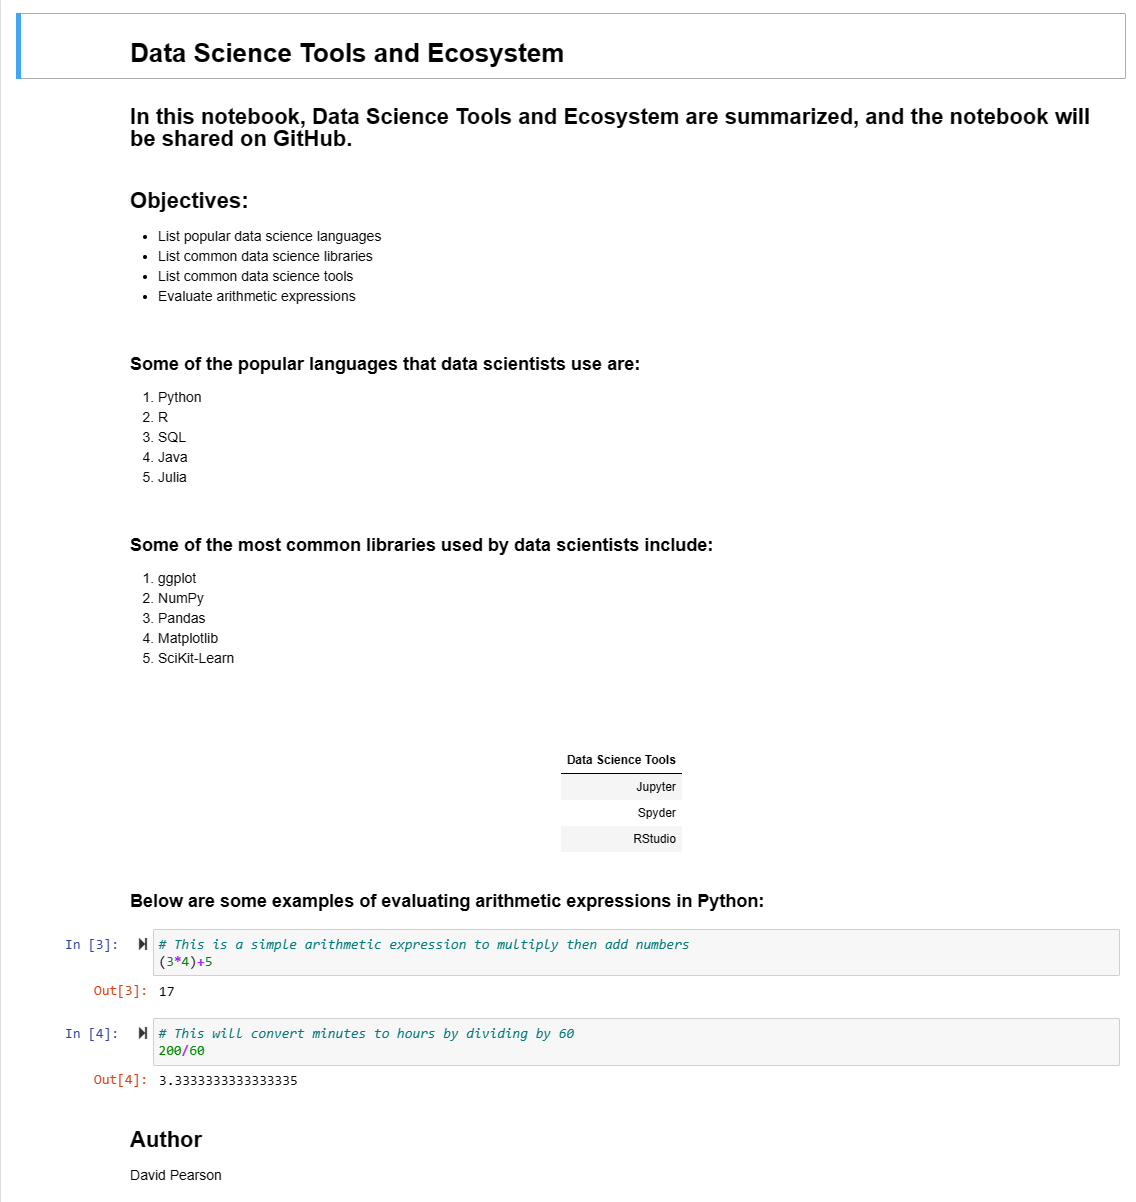 Data Science Tools and Ecosystem
In this notebook, Data Science Tools and Ecosystem are summarized, and the notebook will
be shared on GitHub.
Objectives:
• List popular data science languages
• List common data science libraries
• List common data science tools
• Evaluate arithmetic expressions
Some of the popular languages that data scientists use are:
1. Python
2. R
3. SQL
4. Java
5. Julia
Some of the most common libraries used by data scientists include:
1. ggplot
2. NumPy
3. Pandas
4. Matplotlib
5. SciKit-Learn
Data Science Tools
Jupyter
Spyder
RStudio
Below are some examples of evaluating arithmetic expressions in Python:
In [3]: # This is a simple arithmetic expression to multiply then add numbers
(3*4)+5
Out[3]: 17
In [4]: # This will convert minutes to hours by dividing by 60
200/60
Out[4]: 3.3333333333333335
Author
David Pearson